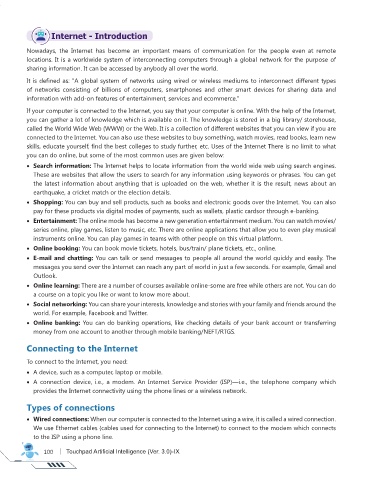 Internet - Introduction
Nowadays, the Internet has become an important means of communication for the people even at remote
locations. It is a worldwide system of interconnecting computers through a global network for the purpose of
sharing information. It can be accessed by anybody all over the world.
It is defined as: "A global system of networks using wired or wireless mediums to interconnect different types
of networks consisting of billions of computers, smartphones and other smart devices for sharing data and
information with add-on features of entertainment, services and ecommerce."
If your computer is connected to the Internet, you say that your computer is online. With the help of the Internet,
you can gather a lot of knowledge which is available on it. The knowledge is stored in a big library/ storehouse,
called the World Wide Web (WWW) or the Web. It is a collection of different websites that you can view if you are
connected to the Internet. You can also use these websites to buy something, watch movies, read books, learn new
skills, educate yourself, find the best colleges to study further, etc. Uses of the Internet There is no limit to what
you can do online, but some of the most common uses are given below:
• Search information: The Internet helps to locate information from the world wide web using search engines.
These are websites that allow the users to search for any information using keywords or phrases. You can get
the latest information about anything that is uploaded on the web, whether it is the result, news about an
earthquake, a cricket match or the election details.
• Shopping: You can buy and sell products, such as books and electronic goods over the Internet. You can also
pay for these products via digital modes of payments, such as wallets, plastic cardsor through e-banking.
• Entertainment: The online mode has become a new generation entertainment medium. You can watch movies/
series online, play games, listen to music, etc. There are online applications that allow you to even play musical
instruments online. You can play games in teams with other people on this virtual platform.
• Online booking: You can book movie tickets, hotels, bus/train/ plane tickets, etc., online.
• E-mail and chatting: You can talk or send messages to people all around the world quickly and easily. The
messages you send over the Internet can reach any part of world in just a few seconds. For example, Gmail and
Outlook.
• Online learning: There are a number of courses available online-some are free while others are not. You can do
a course on a topic you like or want to know more about.
• Social networking: You can share your interests, knowledge and stories with your family and friends around the
world. For example, Facebook and Twitter.
• Online banking: You can do banking operations, like checking details of your bank account or transferring
money from one account to another through mobile banking/NEFT/RTGS.
Connecting to the Internet
To connect to the Internet, you need:
• A device, such as a computer, laptop or mobile.
• A connection device, i.e., a modem. An Internet Service Provider (ISP)—i.e., the telephone company which
provides the Internet connectivity using the phone lines or a wireless network.
Types of connections
• Wired connections: When our computer is connected to the Internet using a wire, it is called a wired connection.
We use Ethernet cables (cables used for connecting to the Internet) to connect to the modem which connects
to the ISP using a phone line.
100 | Touchpad Artificial Intelligence (Ver. 3.0)-IX